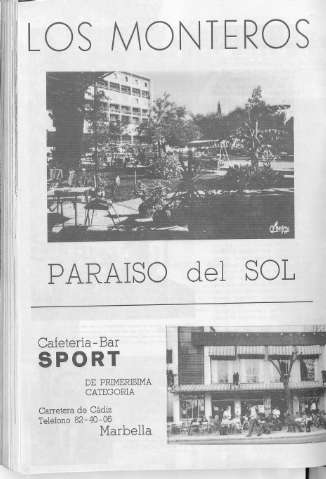 LOS MONTEROS
PARAISO del SOL
Cafeteria-Bar
SPORT
DE PRIMERISIMA
CATEGORIA
Carretera de Cádiz
Teléfono 82-40-06
Marbella